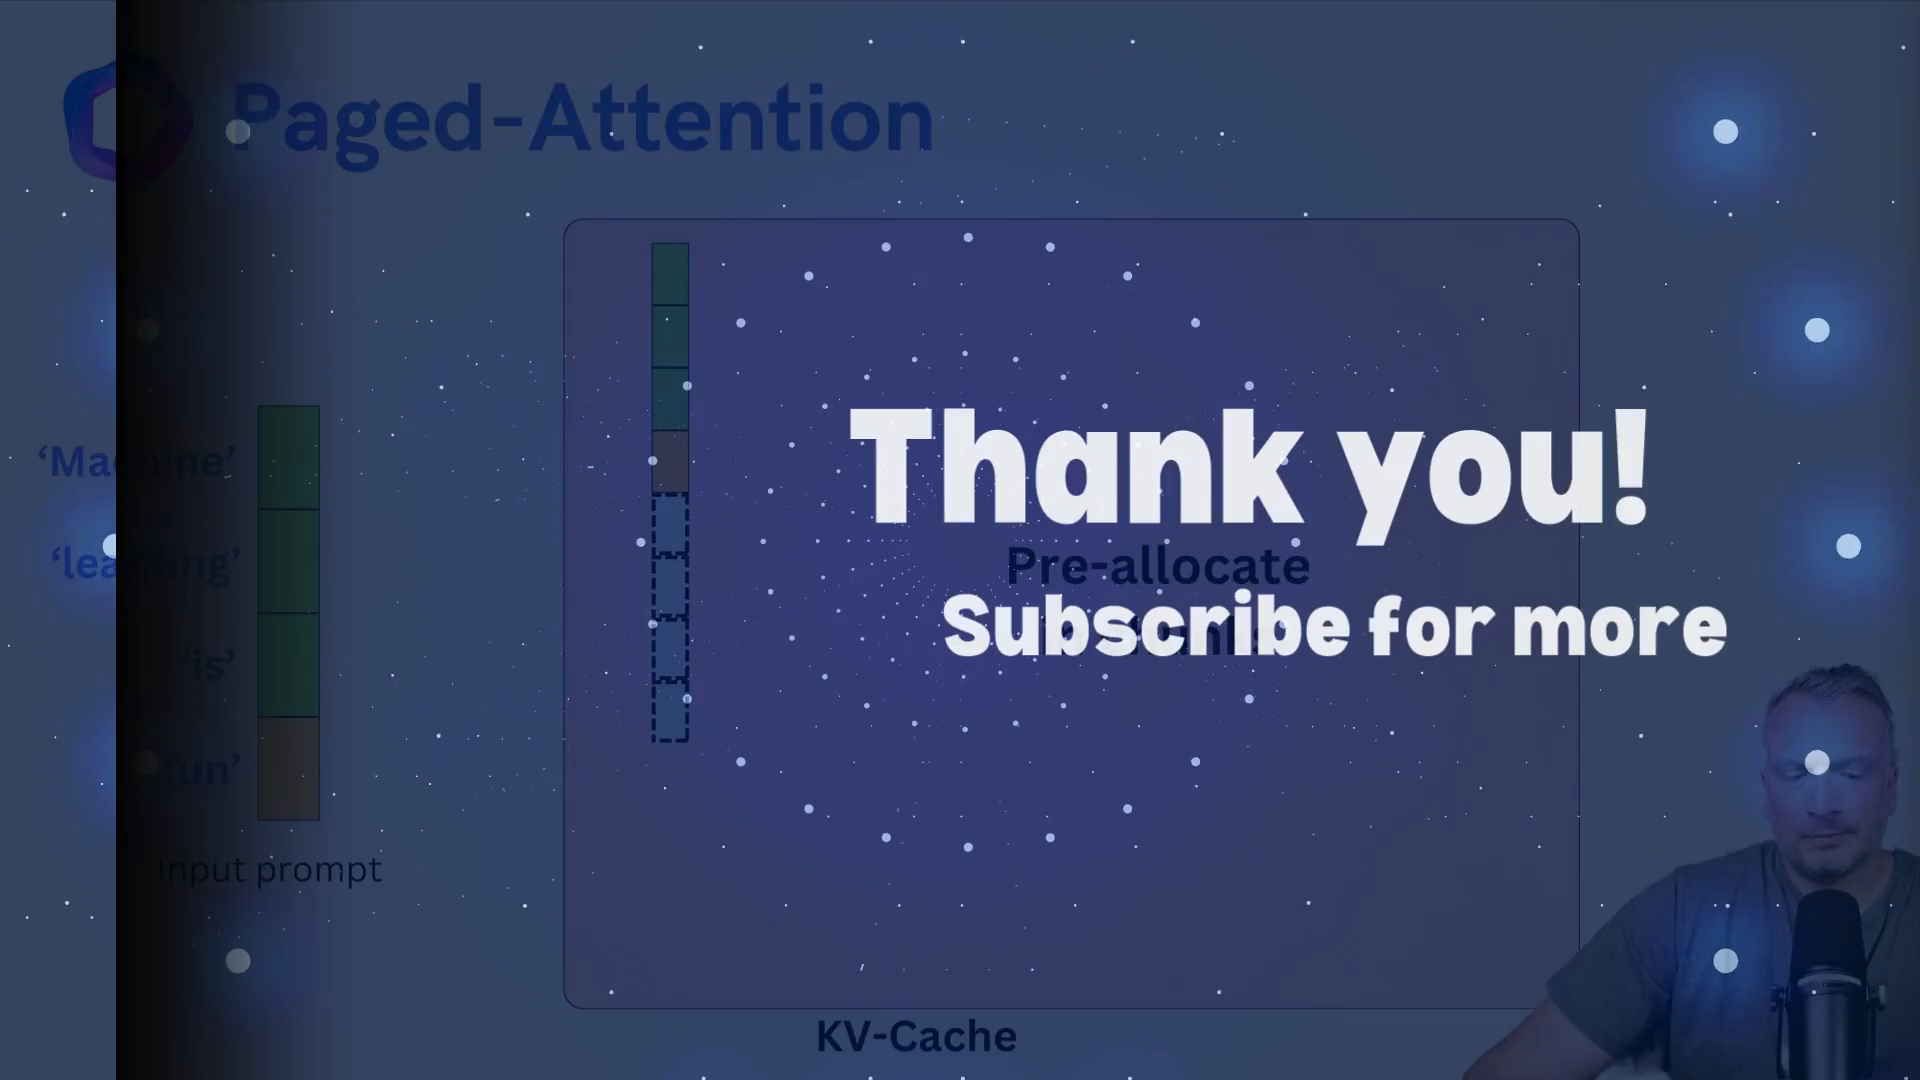 Paged-Attention
Thank you!
‘Machine’
‘learning’
Pre-allocate
Subscribe for more
‘is’
fun’
Input prompt
KV-Cache